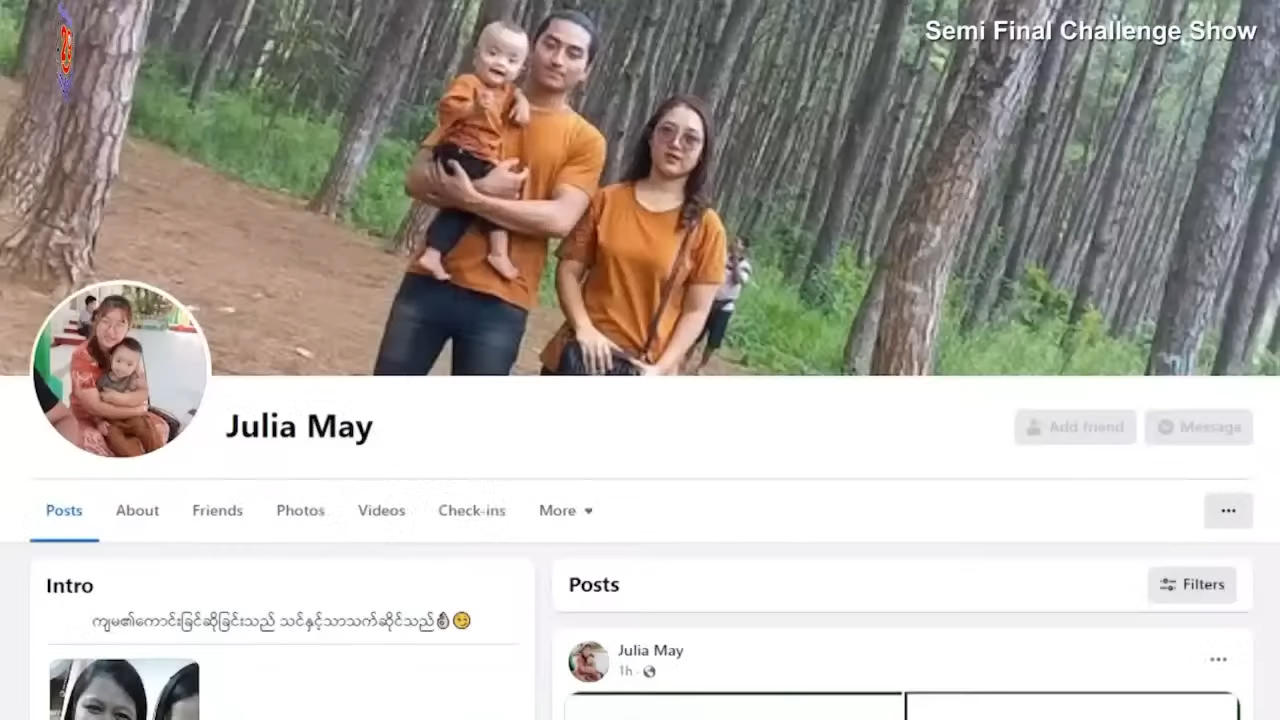 Semi Final Challenge Show
Julia May
Add friend
Message
Posts
About
Friends
Photos
Videos
Check-ins
More
Intro
ကျမ၏ကောင်းခြင်ဆိုခြင်းသည် သင်နှင့်သာသက်ဆိုင်သည်
Posts
Filters
Julia May
1h